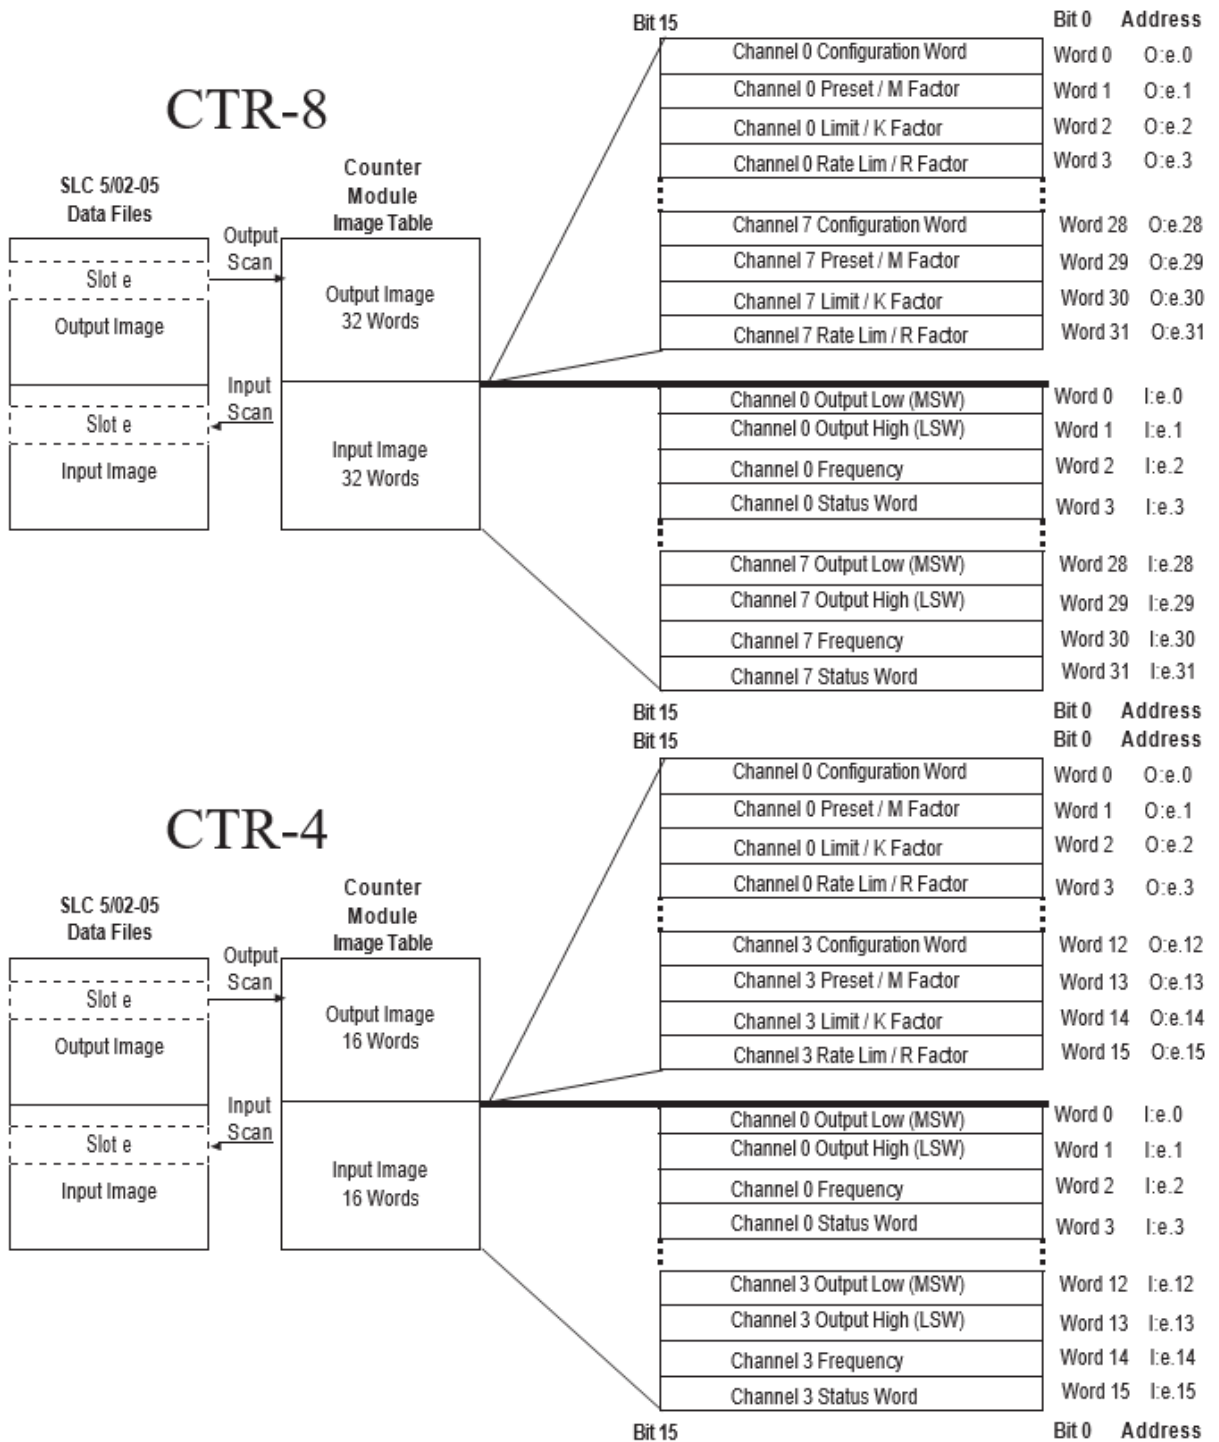 Bit 15
Bit 0 Address
CTR-8
SLC 5/02-05
Data Files
Slot e
Output Image
Slot e
Input Image
Output
Scan
Input
Scan
Counter
Module
Image Table
Output Image
32 Words
Input Image
32 Words
Channel 0 Configuration Word Word 0 O:e.0
Channel 0 Preset / M Factor Word 1 O:e.1
Channel 0 Limit / K Factor Word 2 O:e.2
Channel 0 Rate Lim / R Factor Word 3 O:e.3
Channel 7 Configuration Word Word 28 O:e.28
Channel 7 Preset / M Factor Word 29 O:e.29
Channel 7 Limit / K Factor Word 30 O:e.30
Channel 7 Rate Lim / R Factor Word 31 O:e.31
Channel 0 Output Low (MSW) Word 0 I:e.0
Channel 0 Output High (LSW) Word 1 I:e.1
Channel 0 Frequency Word 2 I:e.2
Channel 0 Status Word Word 3 I:e.3
Channel 7 Output Low (MSW) Word 28 I:e.28
Channel 7 Output High (LSW) Word 29 I:e.29
Channel 7 Frequency Word 30 I:e.30
Channel 7 Status Word Word 31 I:e.31
Bit 15
Bit 0 Address
Bit 15
Bit 0 Address
CTR-4
SLC 5/02-05
Data Files
Slot e
Output Image
Slot e
Input Image
Output
Scan
Input
Scan
Counter
Module
Image Table
Output Image
16 Words
Input Image
16 Words
Channel 0 Configuration Word Word 0 O:e.0
Channel 0 Preset / M Factor Word 1 O:e.1
Channel 0 Limit / K Factor Word 2 O:e.2
Channel 0 Rate Lim / R Factor Word 3 O:e.3
Channel 3 Configuration Word Word 12 O:e.12
Channel 3 Preset / M Factor Word 13 O:e.13
Channel 3 Limit / K Factor Word 14 O:e.14
Channel 3 Rate Lim / R Factor Word 15 O:e.15
Channel 0 Output Low (MSW) Word 0 I:e.0
Channel 0 Output High (LSW) Word 1 I:e.1
Channel 0 Frequency Word 2 I:e.2
Channel 0 Status Word Word 3 I:e.3
Channel 3 Output Low (MSW) Word 12 I:e.12
Channel 3 Output High (LSW) Word 13 I:e.13
Channel 3 Frequency Word 14 I:e.14
Channel 3 Status Word Word 15 I:e.15
Bit 15
Bit 0 Address